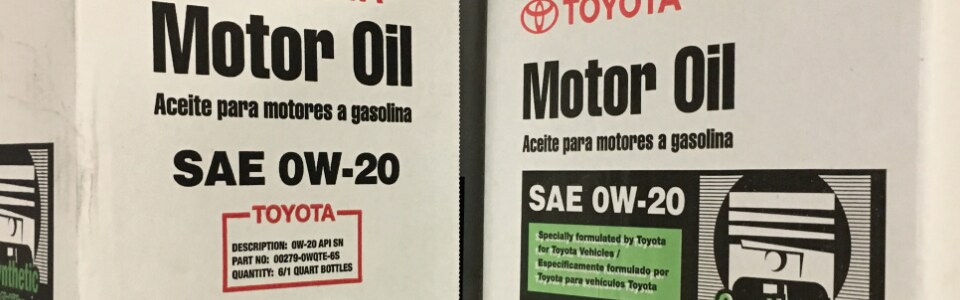 Motor Oil
Aceite para motores a gasolina
SAE 0W-20
TOYOTA
DESCRIPTION: 0W-20 API SN
PART NO: 00279-0WQTE-6S
QUANTITY: 6/1 QUART BOTTLES
TOYOTA
Motor Oil
Aceite para motores a gasolina
SAE 0W-20
Specially formulated by Toyota
for Toyota Vehicles /
Especificamente formulado por
Toyota para vehículos Toyota